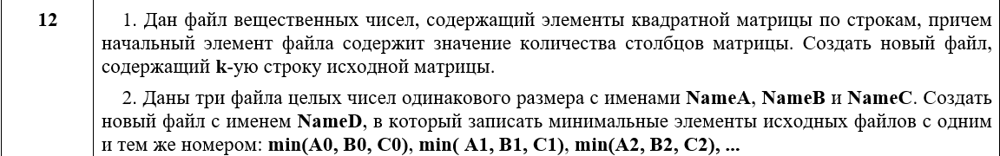 12
1. Дан файл вещественных чисел, содержащий элементы квадратной матрицы по строкам, причем
начальный элемент файла содержит значение количества столбцов матрицы. Создать новый файл,
содержащий k-ую строку исходной матрицы.
2. Даны три файла целых чисел одинакового размера с именами NameA, NameB и NameC. Создать
новый файл с именем NameD, в который записать минимальные элементы исходных файлов с одним
и тем же номером: min(A0, B0, C0), min( A1, B1, C1), min(A2, B2, C2), ...